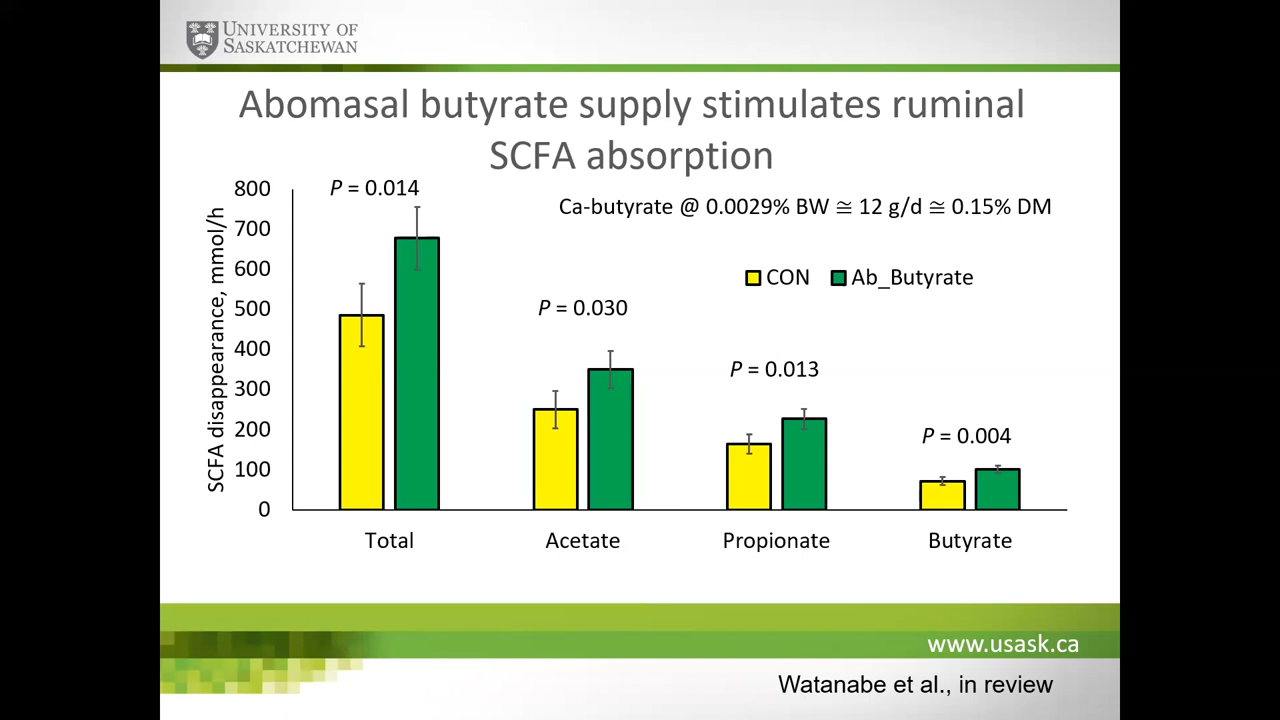 UNIVERSITY OF
SASKATCHEWAN
Abomasal butyrate supply stimulates ruminal
SCFA absorption
Ca-butyrate @ 0.0029% BW ≅ 12 g/d ≅ 0.15% DM
CON
Ab_Butyrate
SCFA disappearance, mmol/h
800
700
600
500
400
300
200
100
0
P = 0.014
P = 0.030
P = 0.013
P = 0.004
Total
Acetate
Propionate
Butyrate
www.usask.ca
Watanabe et al., in review